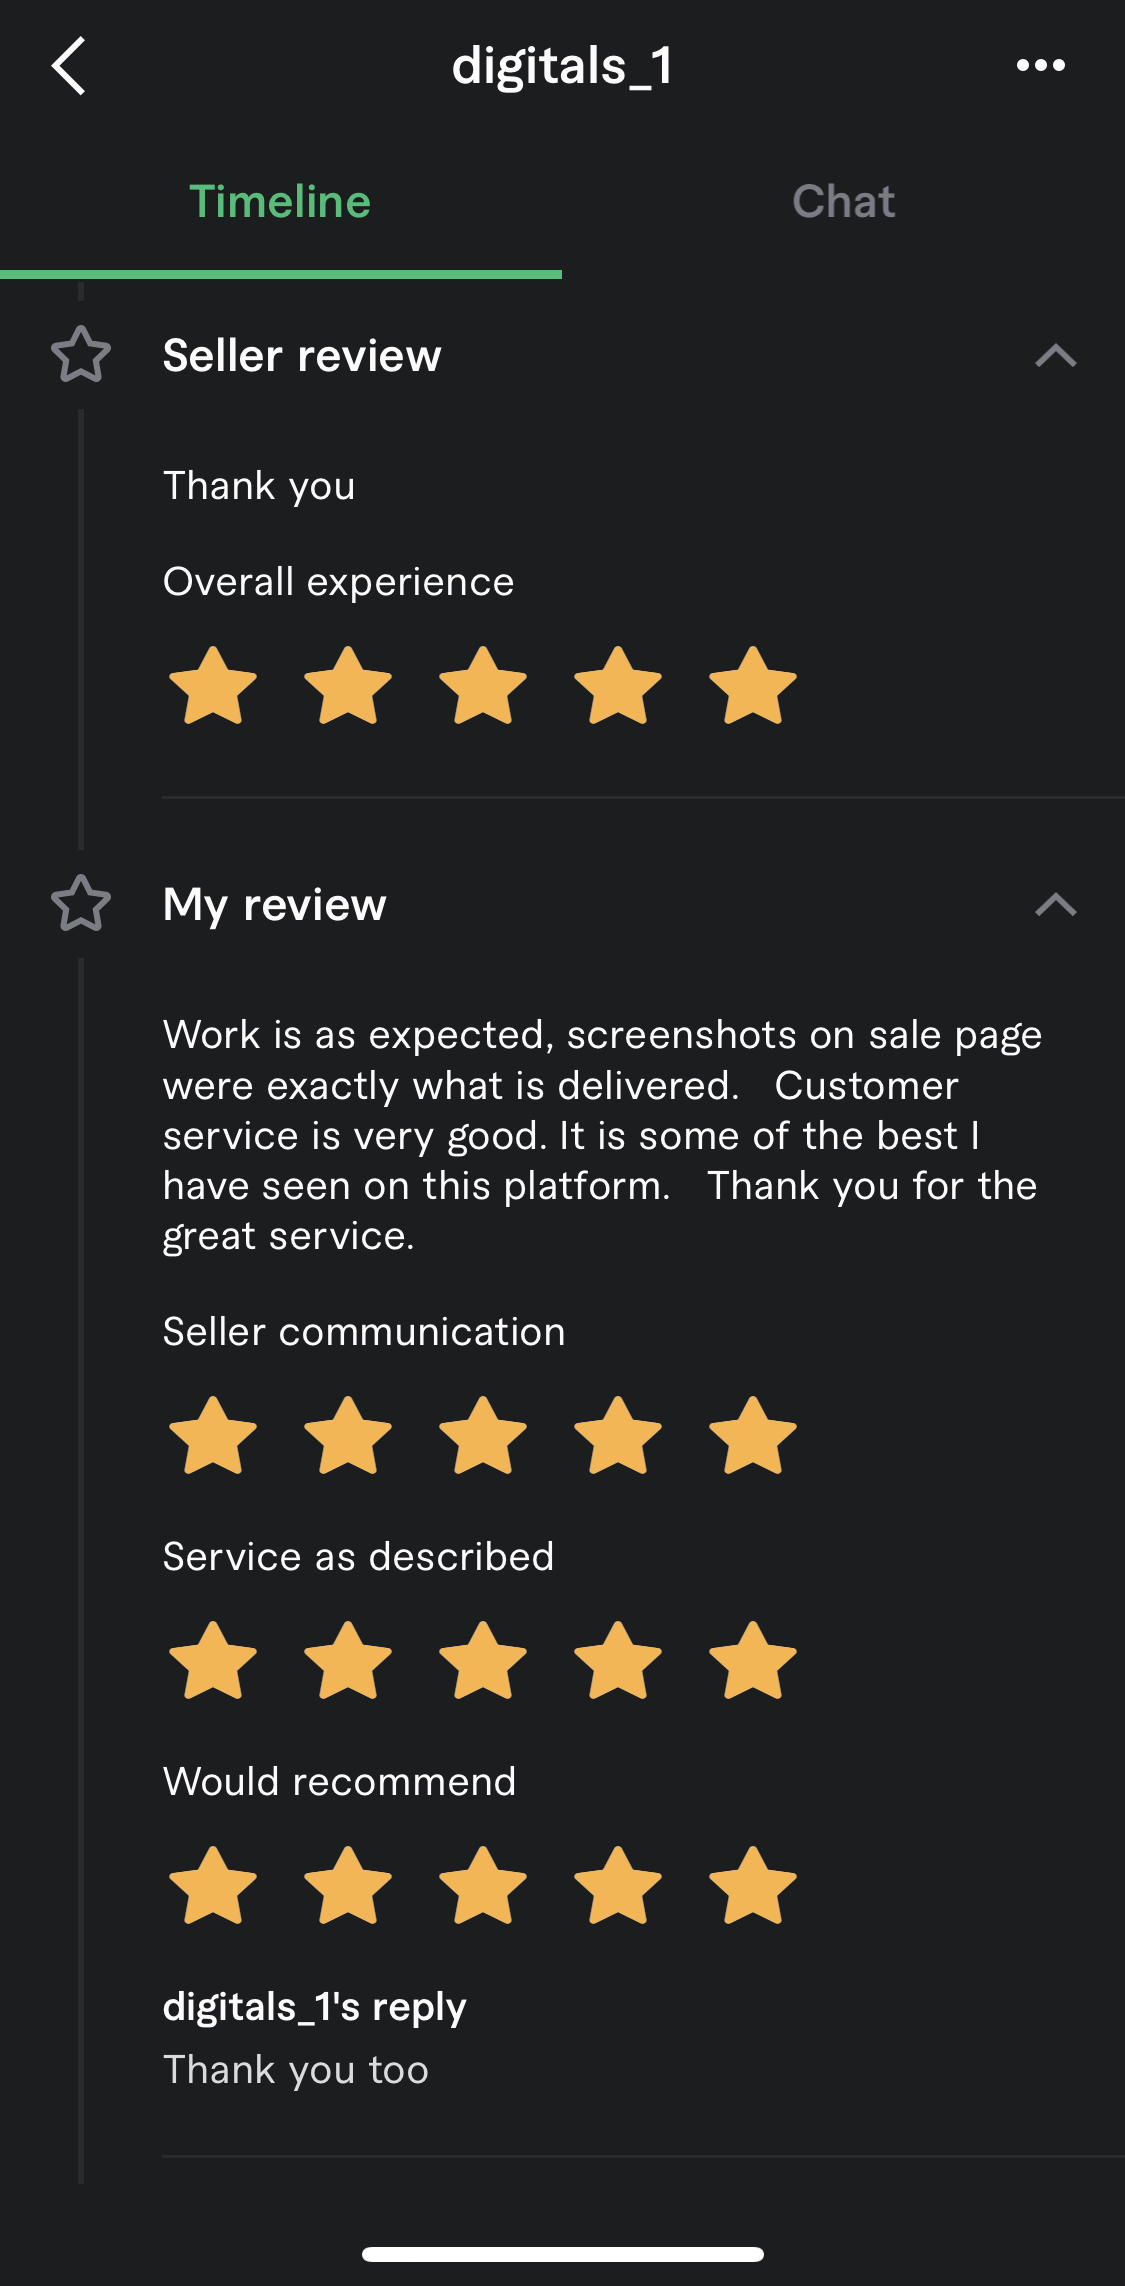 digitals_1
Timeline
Chat
Seller review
Thank you
Overall experience
My review
Work is as expected, screenshots on sale page
were exactly what is delivered.   Customer
service is very good. It is some of the best I
have seen on this platform.   Thank you for the
great service.
Seller communication
Service as described
Would recommend
digitals_1's reply
Thank you too